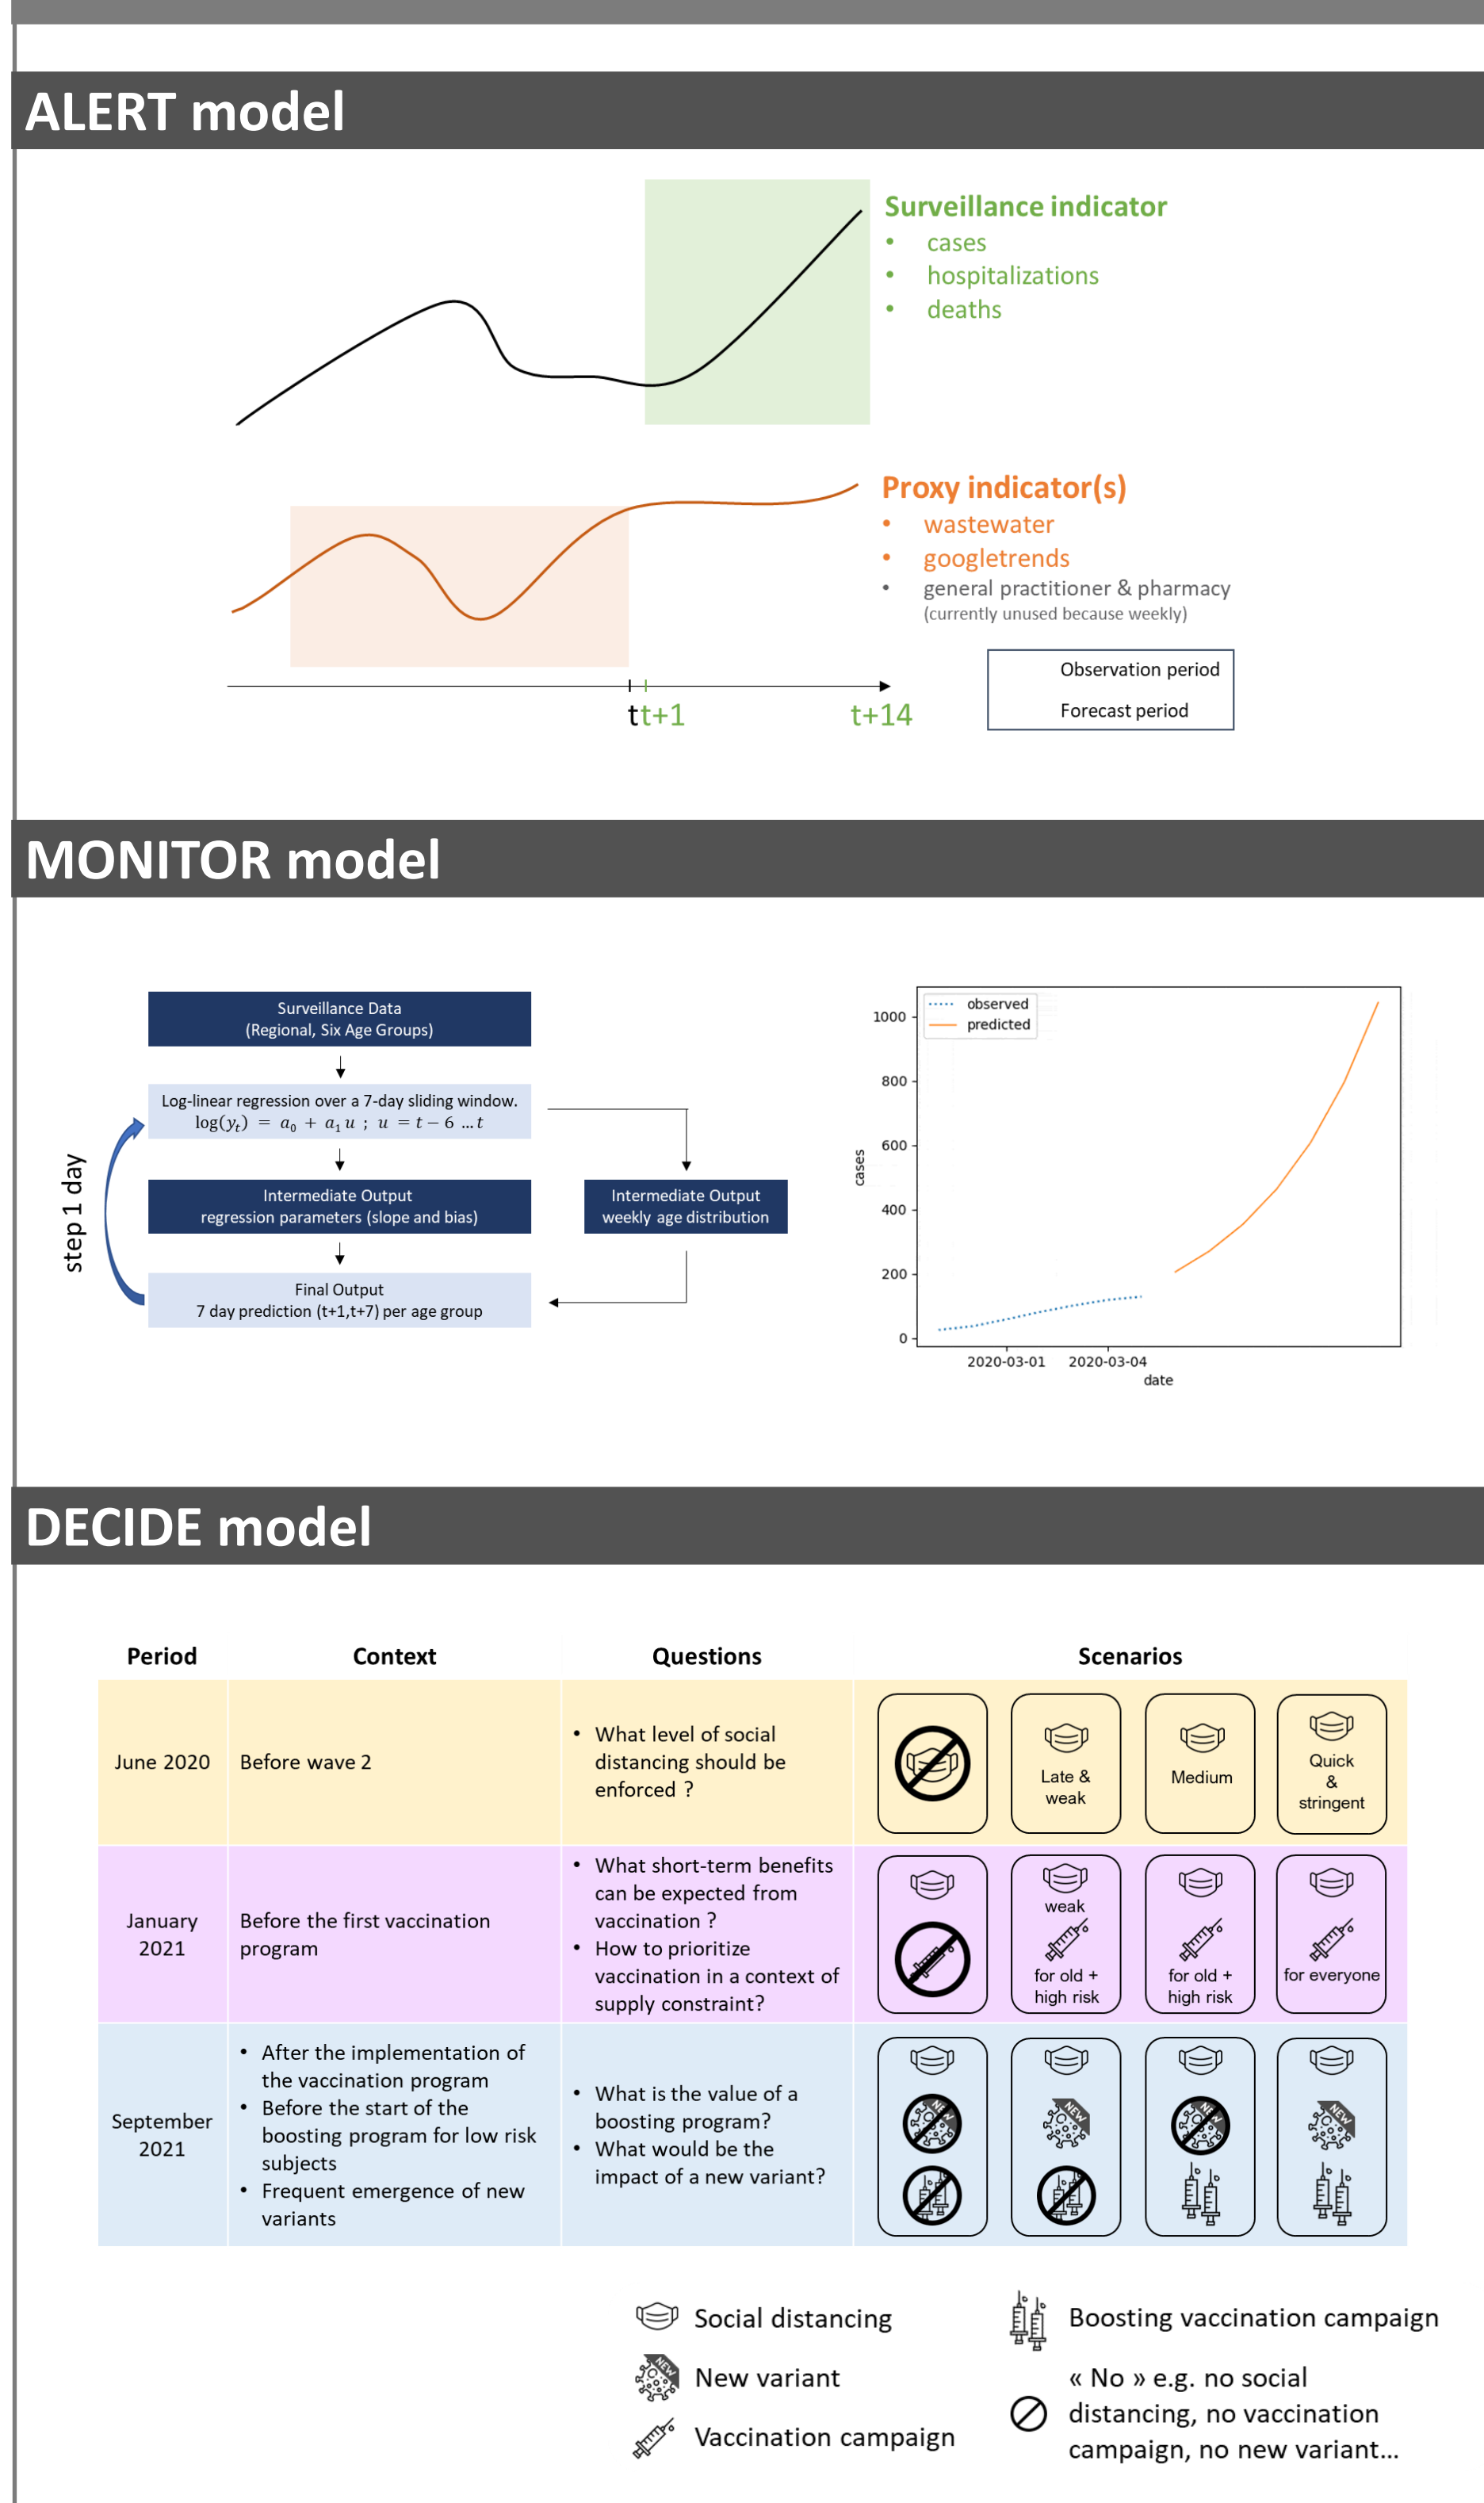 ALERT model
Surveillance indicator
• cases
• hospitalizations
• deaths
Proxy indicator(s)
• wastewater
• googletrends
• general practitioner & pharmacy
(currently unused because weekly)
Observation period
Forecast period
t t+1 t+14
MONITOR model
Surveillance Data
(Regional, Six Age Groups)
Log-linear regression over a 7-day sliding window.
log(yₜ) = a₀ + a₁ u ; u = t − 6 … t
Intermediate Output
regression parameters (slope and bias)
Intermediate Output
weekly age distribution
Final Output
7 day prediction (t+1,t+7) per age group
step 1 day
observed
predicted
1000
800
600
400
200
0
cases
2020-03-01 2020-03-04
date
DECIDE model
Period Context Questions Scenarios
June 2020
Before wave 2
• What level of social
distancing should be
enforced ?
Late &
weak
Medium
Quick
&
stringent
January
2021
Before the first vaccination
program
• What short-term benefits
can be expected from
vaccination ?
• How to prioritize
vaccination in a context of
supply constraint?
weak
for old +
high risk
for old +
high risk
for everyone
September
2021
• After the implementation of
the vaccination program
• Before the start of the
boosting program for low risk
subjects
• Frequent emergence of new
variants
• What is the value of a
boosting program?
• What would be the
impact of a new variant?
NEW
NEW
NEW
NEW
Social distancing
NEW
New variant
Vaccination campaign
Boosting vaccination campaign
« No » e.g. no social
distancing, no vaccination
campaign, no new variant...